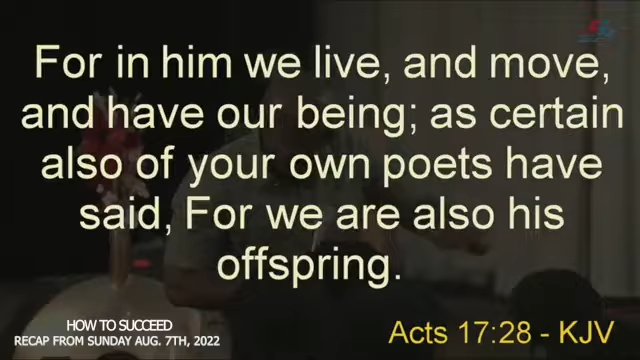 For in him we live, and move,
and have our being; as certain
also of your own poets have
said, For we are also his
offspring.
HOW TO SUCCEED
RECAP FROM SUNDAY AUG. 7TH, 2022
Acts 17:28 - KJV